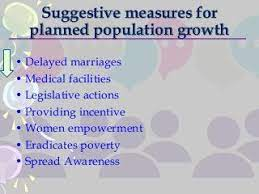 Suggestive measures for
planned population growth
• Delayed marriages
• Medical facilities
• Legislative actions
• Providing incentive
• Women empowerment
• Eradicates poverty
• Spread Awareness